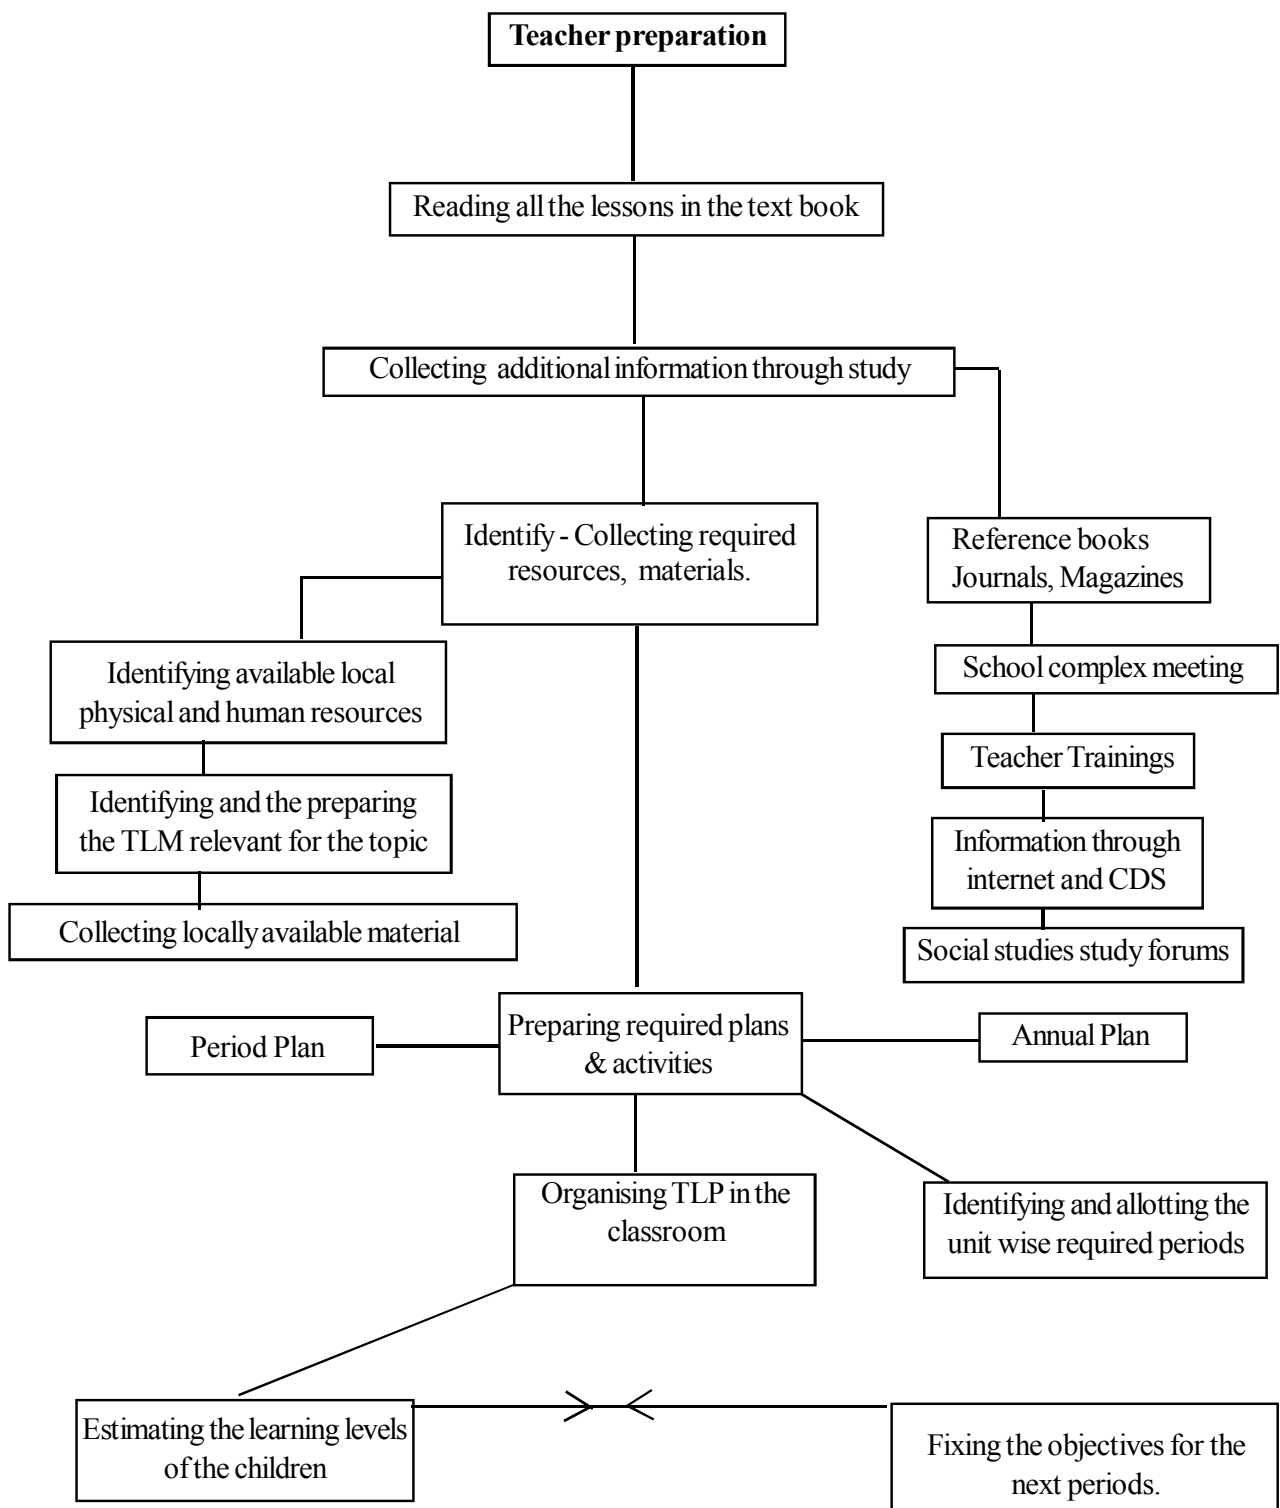 Teacher preparation
Reading all the lessons in the text book
Collecting additional information through study
Identify - Collecting required
resources, materials.
Reference books
Journals, Magazines
Identifying available local
physical and human resources
School complex meeting
Teacher Trainings
Identifying and the preparing
the TLM relevant for the topic
Information through
internet and CDS
Collecting locally available material
Social studies study forums
Period Plan
Preparing required plans
& activities
Annual Plan
Organising TLP in the
classroom
Identifying and allotting the
unit wise required periods
Estimating the learning levels
of the children
Fixing the objectives for the
next periods.